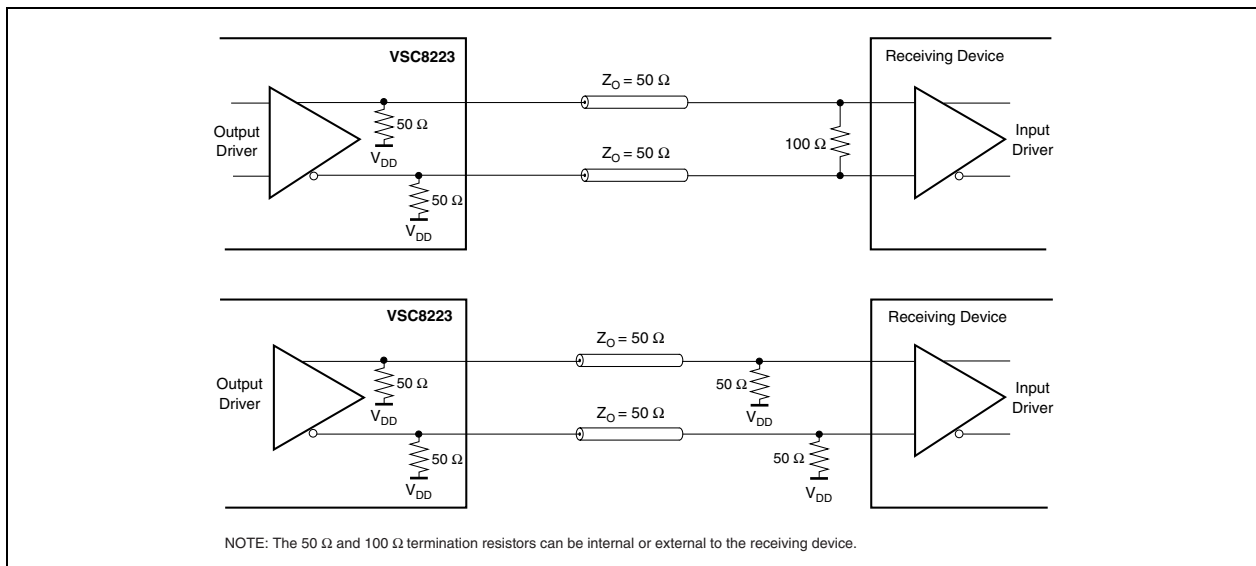 VSC8223
Receiving Device
Z_O = 50 Ω
50 Ω
V_DD
Output
Driver
100 Ω
Input
Driver
Z_O = 50 Ω
50 Ω
V_DD
VSC8223
Receiving Device
Z_O = 50 Ω
50 Ω
V_DD
50 Ω
V_DD
Output
Driver
Input
Driver
Z_O = 50 Ω
50 Ω
V_DD
50 Ω
V_DD
NOTE: The 50 Ω and 100 Ω termination resistors can be internal or external to the receiving device.